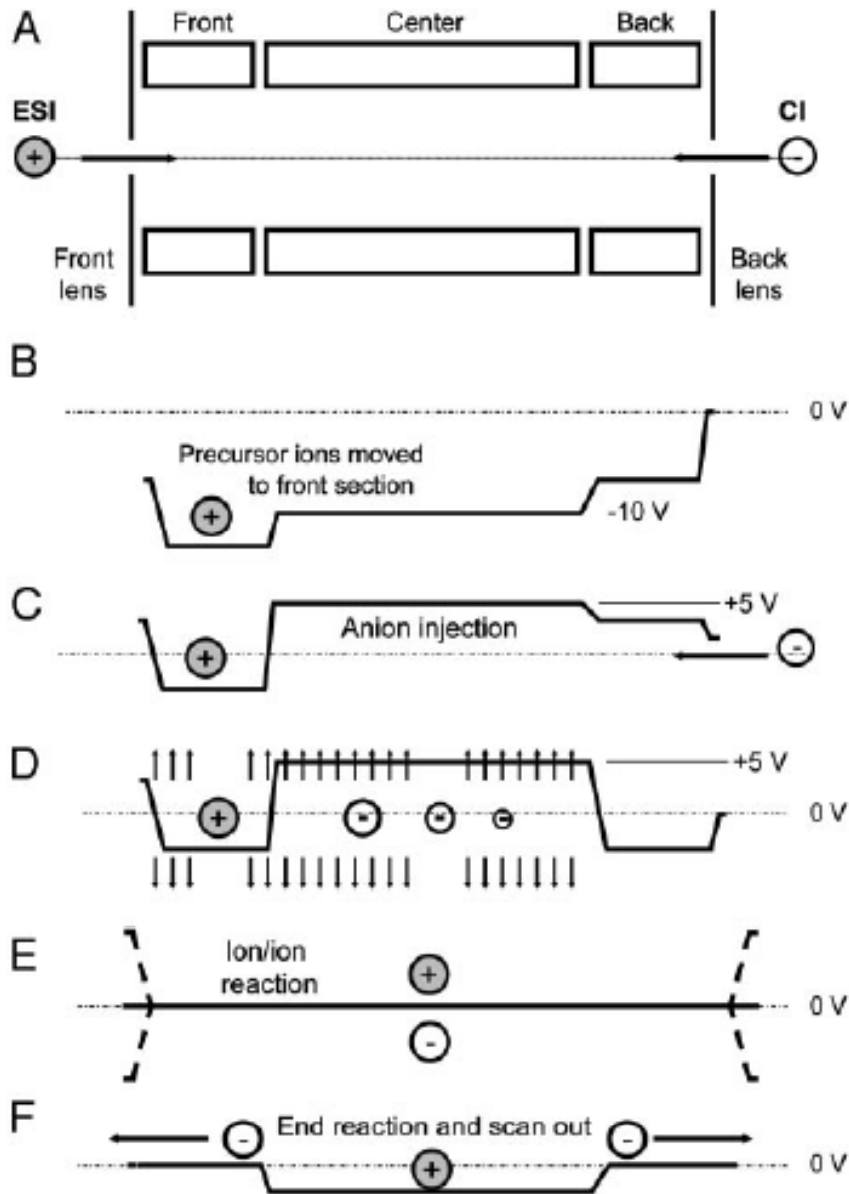 A
Front Center Back
ESI
CI
+
-
Front
lens
Back
lens
B
0 V
Precursor ions moved
to front section
+
-10 V
C
+5 V
Anion injection
+
-
D
+5 V
+
0 V
E
Ion/ion
reaction
+
0 V
-
F
- End reaction and scan out -
+
0 V